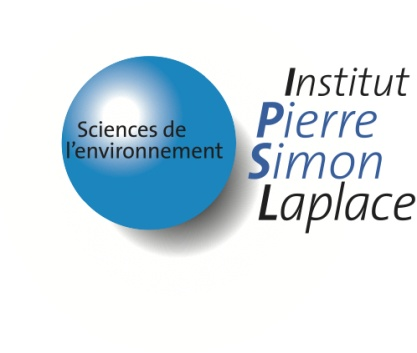 Sciences de
l'environnement
Institut
Pierre
Simon
Laplace